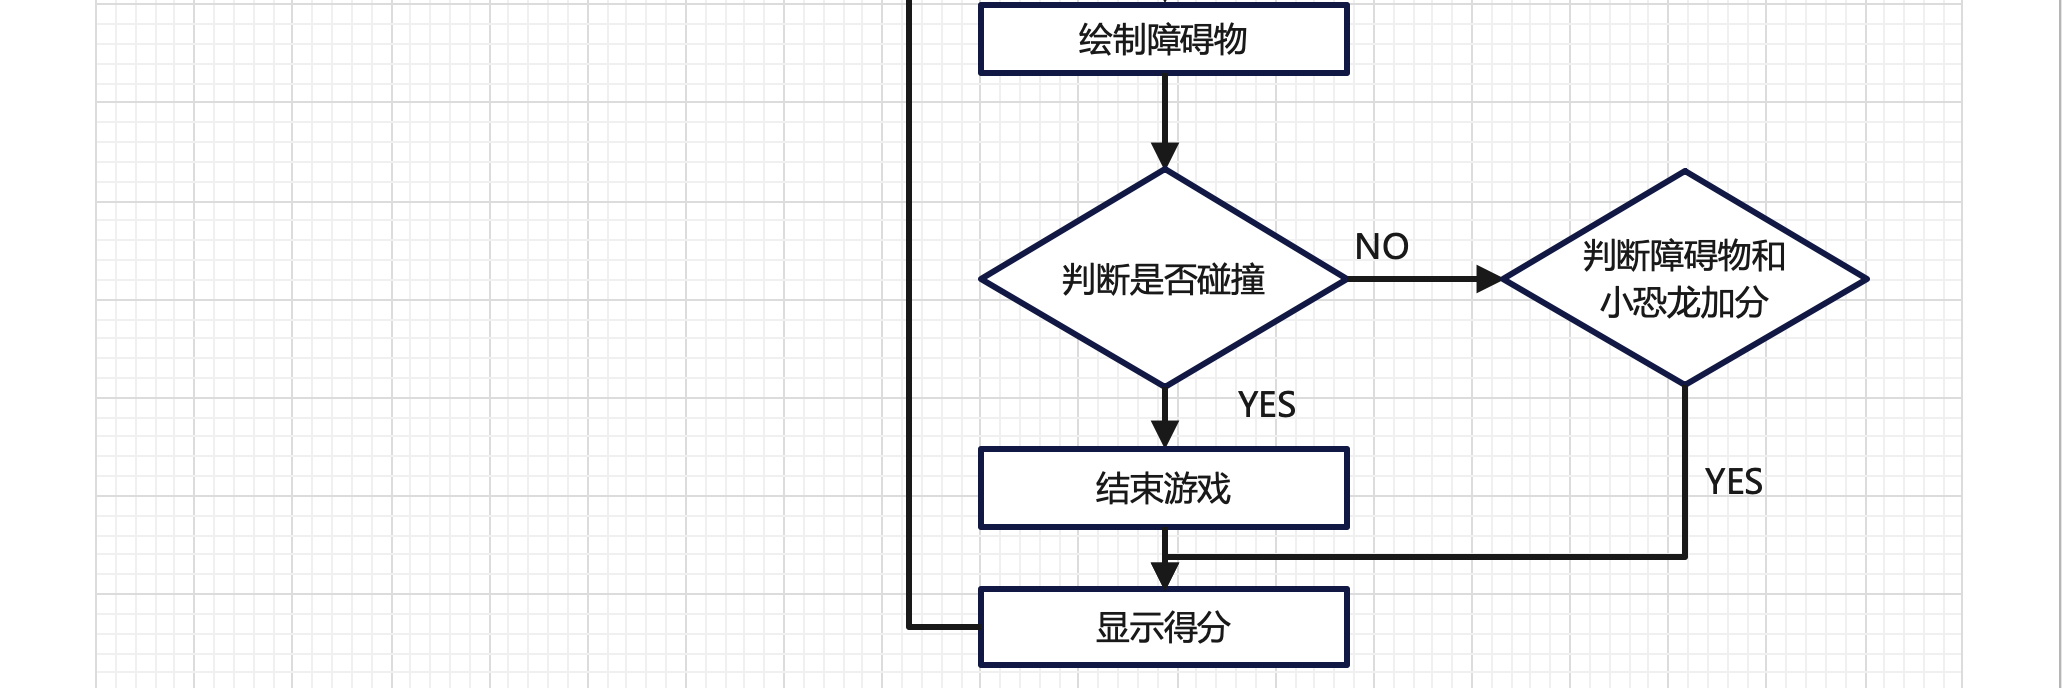 绘制障碍物
判断是否碰撞
NO
判断障碍物和
小恐龙加分
YES
结束游戏
YES
显示得分